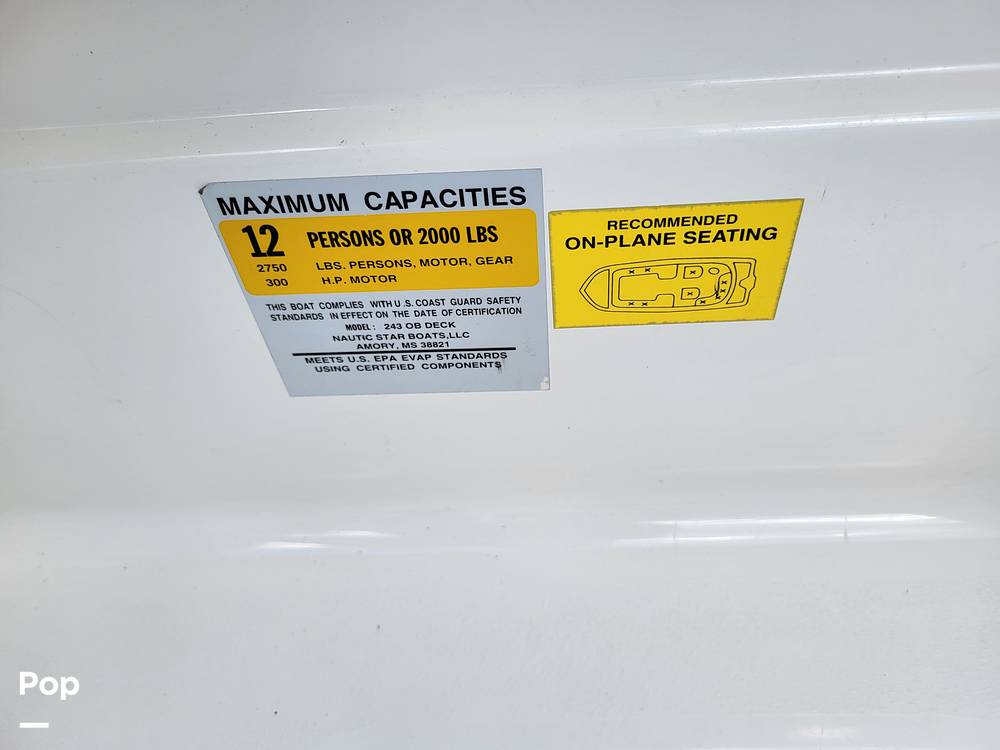 MAXIMUM CAPACITIES
12 PERSONS OR 2000 LBS
2750 LBS. PERSONS, MOTOR, GEAR
300 H.P. MOTOR
THIS BOAT COMPLIES WITH U.S. COAST GUARD SAFETY
STANDARDS IN EFFECT ON THE DATE OF CERTIFICATION
MODEL: 243 OB DECK
NAUTIC STAR BOATS,LLC
AMORY, MS 38821
MEETS U.S. EPA EVAP STANDARDS
USING CERTIFIED COMPONENTS
RECOMMENDED
ON-PLANE SEATING
Pop